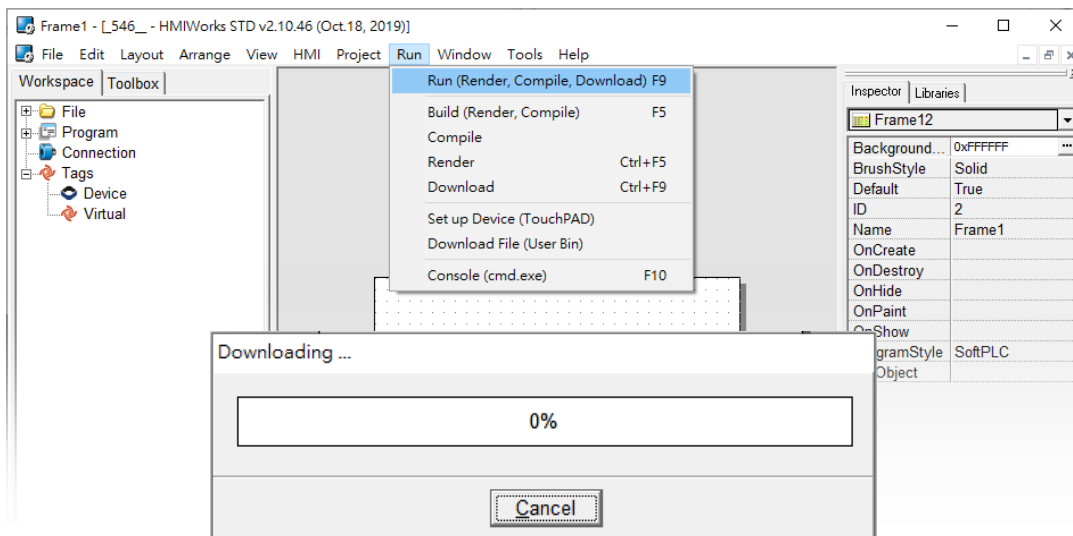 Frame1 - [_546__ - HMIWorks STD v2.10.46 (Oct.18, 2019)]
File Edit Layout Arrange View HMI Project Run Window Tools Help
Workspace Toolbox
File
Program
Connection
Tags
Device
Virtual
Run (Render, Compile, Download) F9
Build (Render, Compile) F5
Compile
Render Ctrl+F5
Download Ctrl+F9
Set up Device (TouchPAD)
Download File (User Bin)
Console (cmd.exe) F10
Inspector Libraries
Frame12
Background... 0xFFFFFF ...
BrushStyle Solid
Default True
ID 2
Name Frame1
OnCreate
OnDestroy
OnHide
OnPaint
OnShow
gramStyle SoftPLC
Object
Downloading ...
0%
Cancel